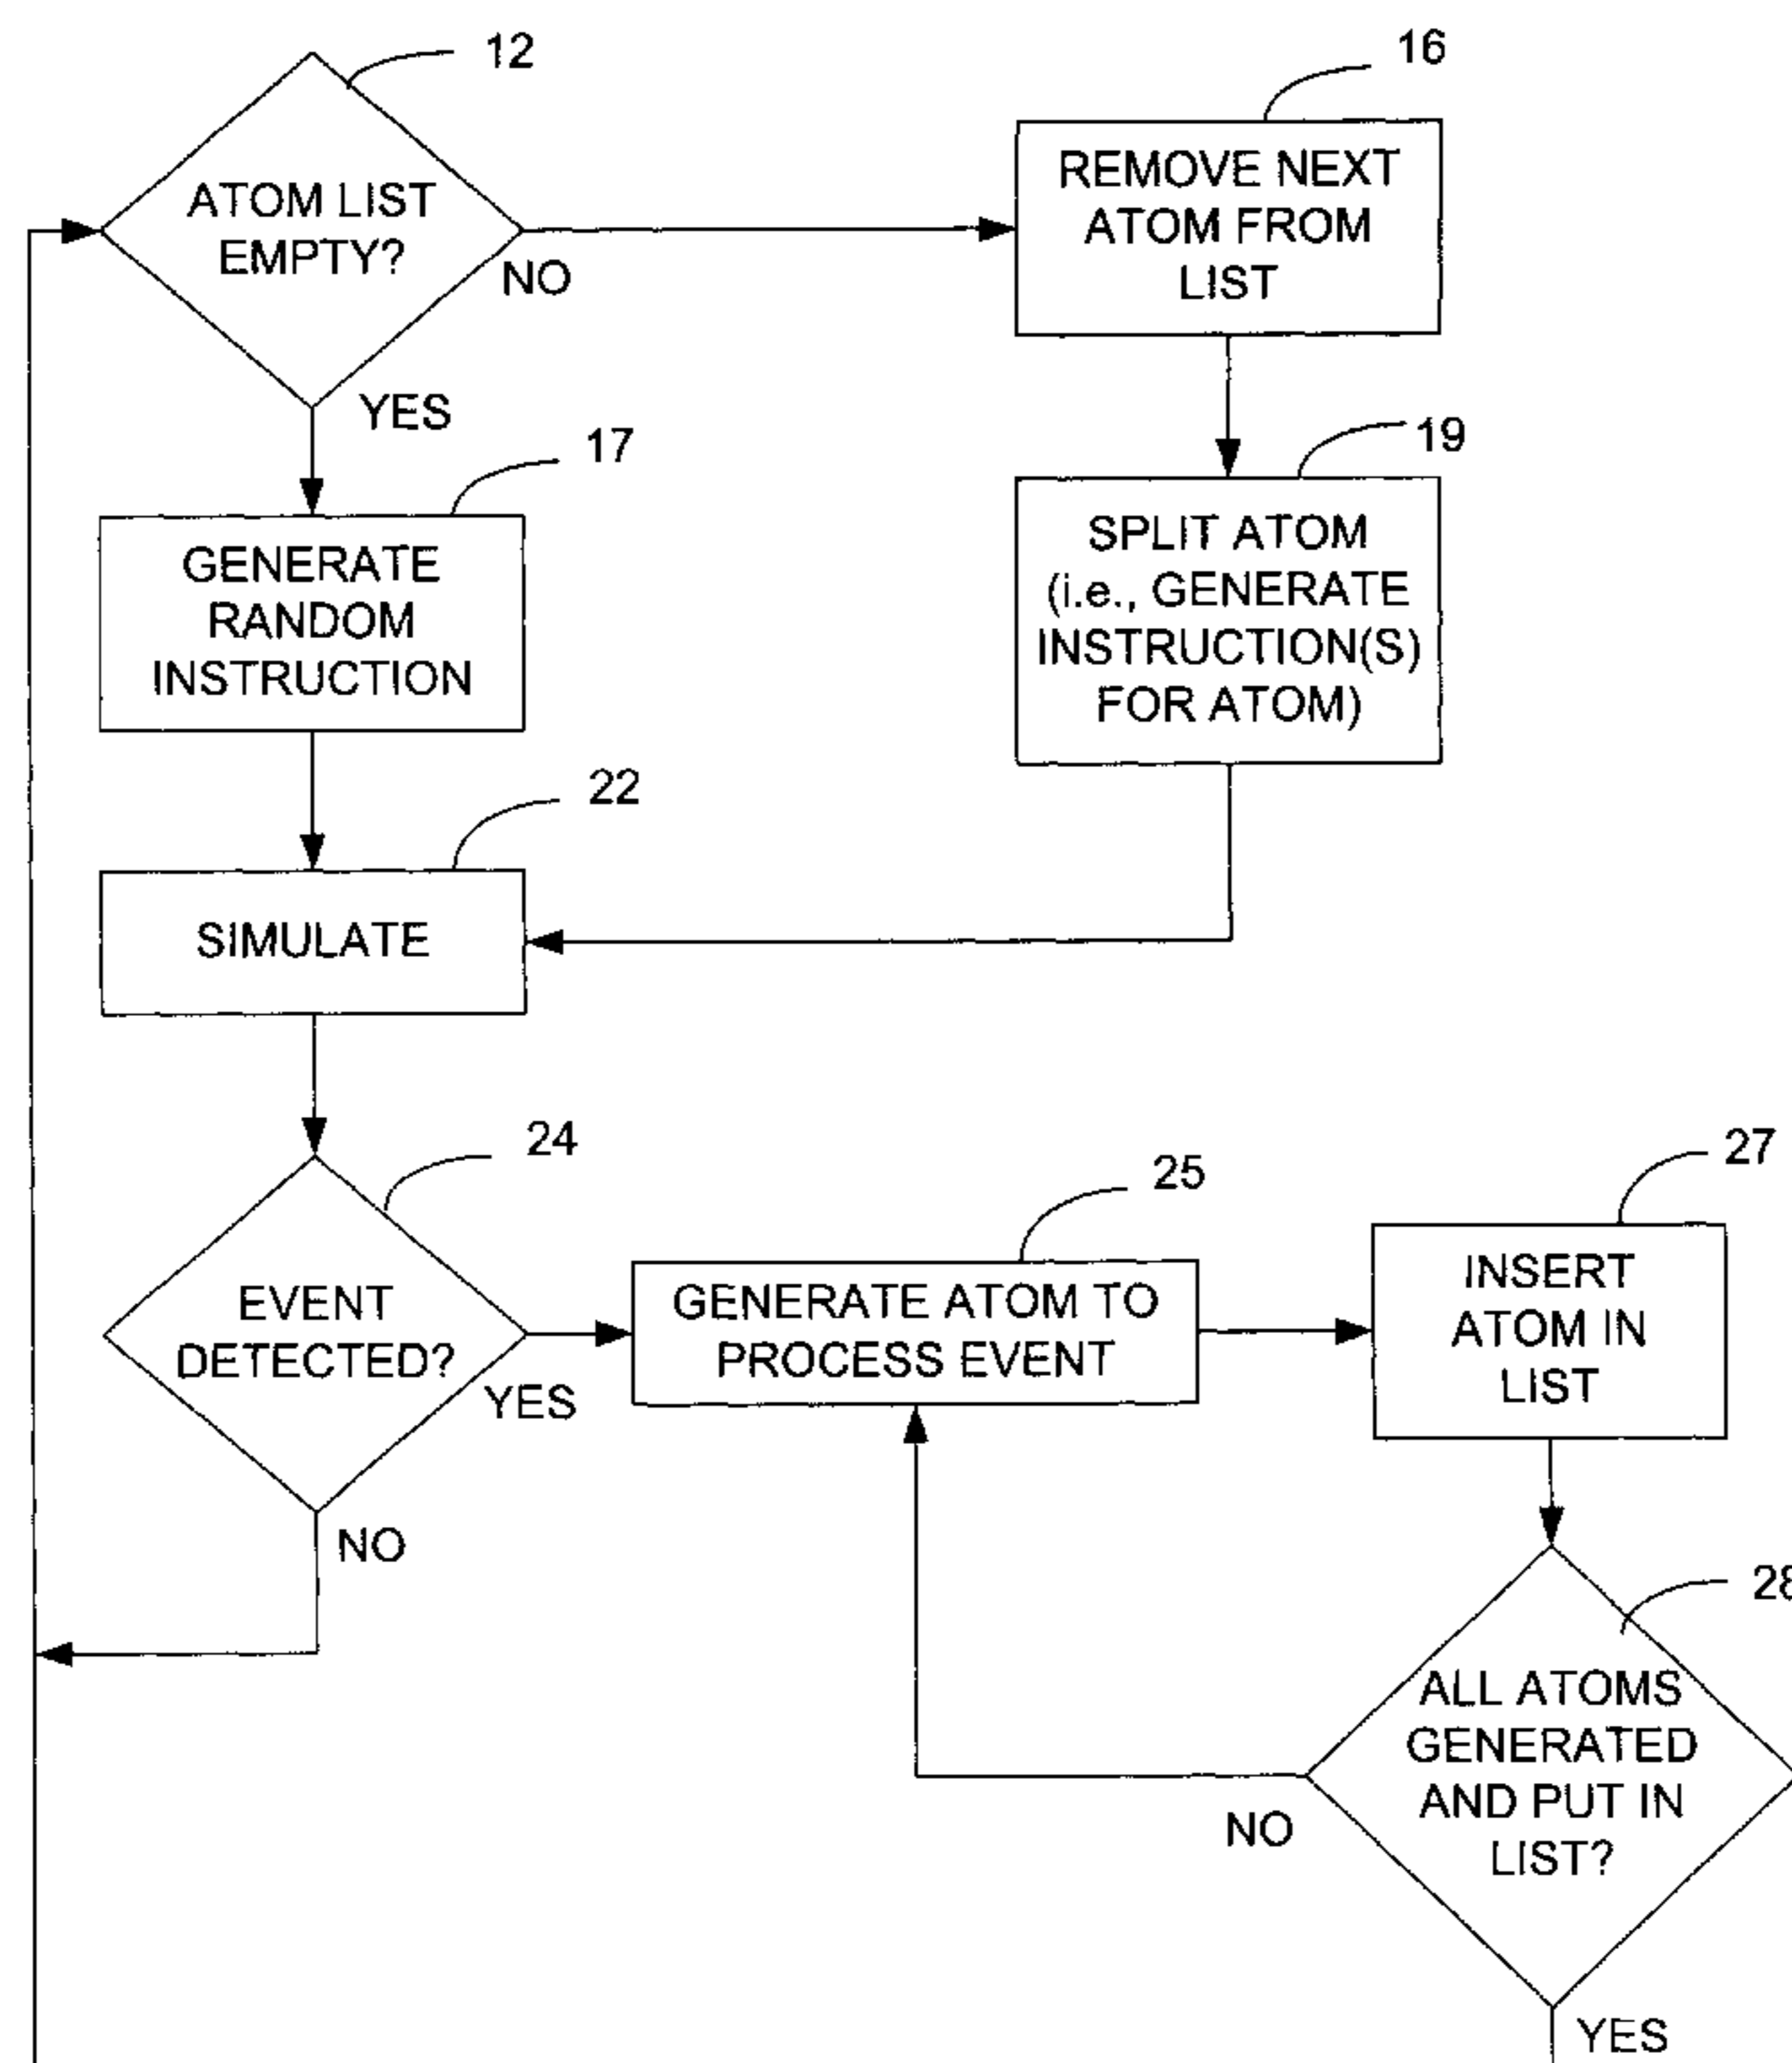 12
ATOM LIST
EMPTY?
NO
YES
16
REMOVE NEXT
ATOM FROM
LIST
17
GENERATE
RANDOM
INSTRUCTION
19
SPLIT ATOM
(i.e., GENERATE
INSTRUCTION(S)
FOR ATOM)
22
SIMULATE
24
EVENT
DETECTED?
YES
NO
25
GENERATE ATOM TO
PROCESS EVENT
27
INSERT
ATOM IN
LIST
28
ALL ATOMS
GENERATED
AND PUT IN
LIST?
NO
YES